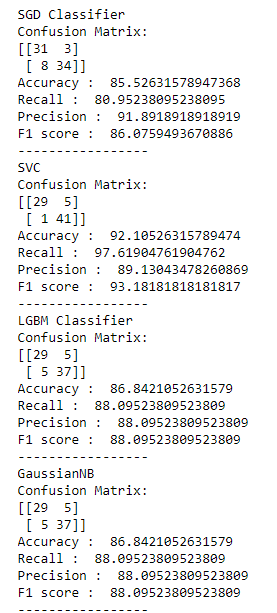 SGD Classifier
Confusion Matrix:
[[31  3]
 [ 8 34]]
Accuracy :  85.52631578947368
Recall :  80.95238095238095
Precision :  91.8918918918919
F1 score :  86.0759493670886
-----------------
SVC
Confusion Matrix:
[[29  5]
 [ 1 41]]
Accuracy :  92.10526315789474
Recall :  97.61904761904762
Precision :  89.13043478260869
F1 score :  93.18181818181817
-----------------
LGBM Classifier
Confusion Matrix:
[[29  5]
 [ 5 37]]
Accuracy :  86.8421052631579
Recall :  88.09523809523809
Precision :  88.09523809523809
F1 score :  88.09523809523809
-----------------
GaussianNB
Confusion Matrix:
[[29  5]
 [ 5 37]]
Accuracy :  86.8421052631579
Recall :  88.09523809523809
Precision :  88.09523809523809
F1 score :  88.09523809523809
-----------------